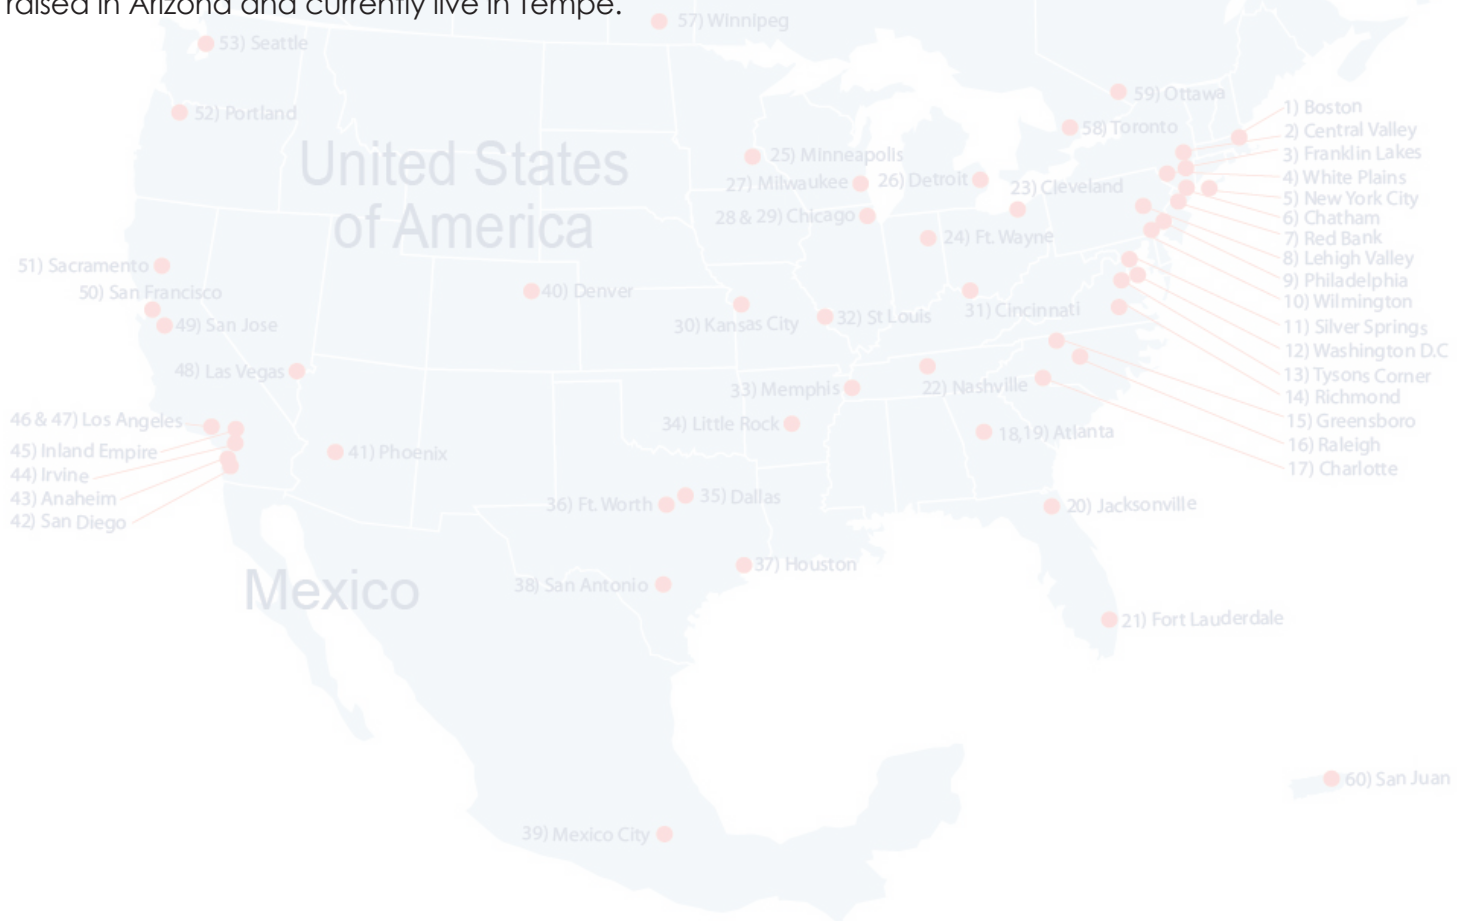 raised in Arizona and currently live in Tempe.
57) Winnipeg
53) Seattle
59) Ottawa
52) Portland
58) Toronto
1) Boston
2) Central Valley
3) Franklin Lakes
4) White Plains
5) New York City
6) Chatham
7) Red Bank
8) Lehigh Valley
9) Philadelphia
10) Wilmington
11) Silver Springs
12) Washington D.C
13) Tysons Corner
14) Richmond
15) Greensboro
16) Raleigh
17) Charlotte
United States
of America
25) Minneapolis
27) Milwaukee
26) Detroit
23) Cleveland
28 & 29) Chicago
24) Ft. Wayne
51) Sacramento
50) San Francisco
49) San Jose
40) Denver
30) Kansas City
32) St Louis
31) Cincinnati
48) Las Vegas
33) Memphis
22) Nashville
46 & 47) Los Angeles
45) Inland Empire
44) Irvine
43) Anaheim
42) San Diego
41) Phoenix
34) Little Rock
18,19) Atlanta
36) Ft. Worth
35) Dallas
20) Jacksonville
37) Houston
38) San Antonio
Mexico
21) Fort Lauderdale
60) San Juan
39) Mexico City